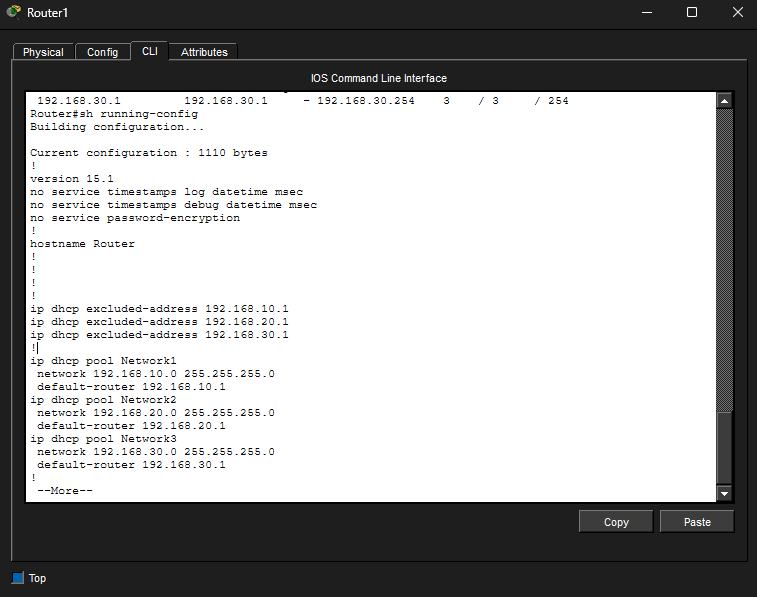 Router1
Physical Config CLI Attributes
IOS Command Line Interface
192.168.30.1 192.168.30.1 - 192.168.30.254 3 / 3 / 254
Router#sh running-config
Building configuration...
Current configuration : 1110 bytes
!
version 15.1
no service timestamps log datetime msec
no service timestamps debug datetime msec
no service password-encryption
!
hostname Router
!
!
!
!
ip dhcp excluded-address 192.168.10.1
ip dhcp excluded-address 192.168.20.1
ip dhcp excluded-address 192.168.30.1
!
ip dhcp pool Network1
network 192.168.10.0 255.255.255.0
default-router 192.168.10.1
ip dhcp pool Network2
network 192.168.20.0 255.255.255.0
default-router 192.168.20.1
ip dhcp pool Network3
network 192.168.30.0 255.255.255.0
default-router 192.168.30.1
!
--More--
Copy Paste
Top